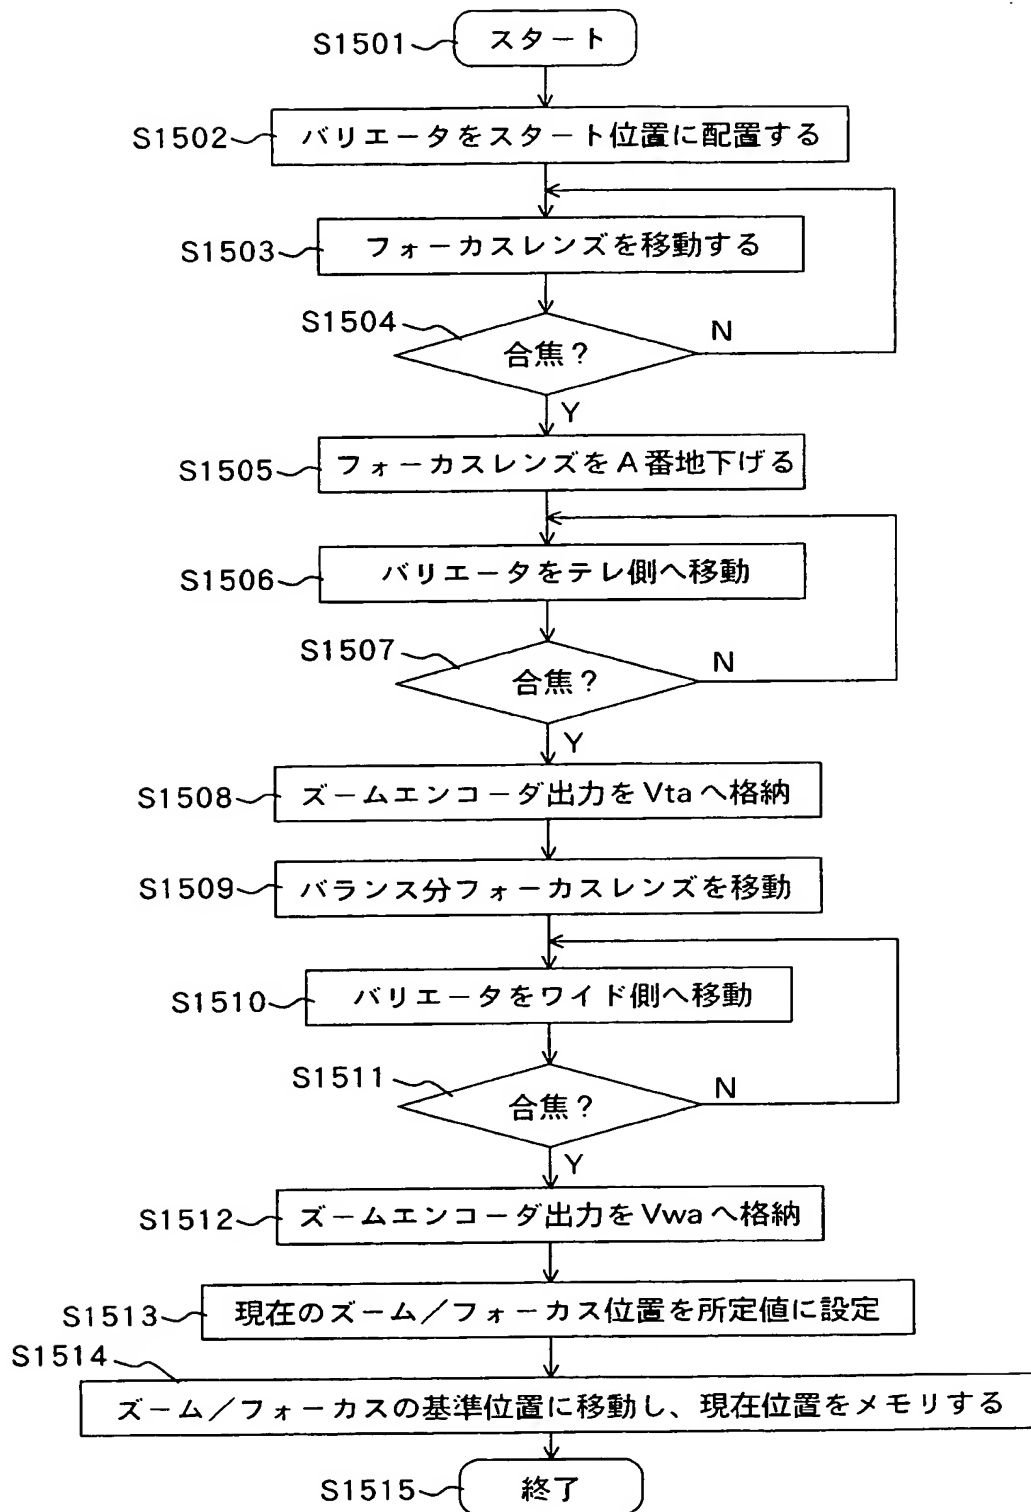 S1501 スタート
S1502 バリエータをスタート位置に配置する
S1503 フォーカスレンズを移動する
S1504 合焦？ N
Y
S1505 フォーカスレンズをA番地下げる
S1506 バリエータをテレ側へ移動
S1507 合焦？ N
Y
S1508 ズームエンコーダ出力をVtaへ格納
S1509 バランス分フォーカスレンズを移動
S1510 バリエータをワイド側へ移動
S1511 合焦？ N
Y
S1512 ズームエンコーダ出力をVwaへ格納
S1513 現在のズーム／フォーカス位置を所定値に設定
S1514
ズーム／フォーカスの基準位置に移動し、現在位置をメモリする
S1515 終了